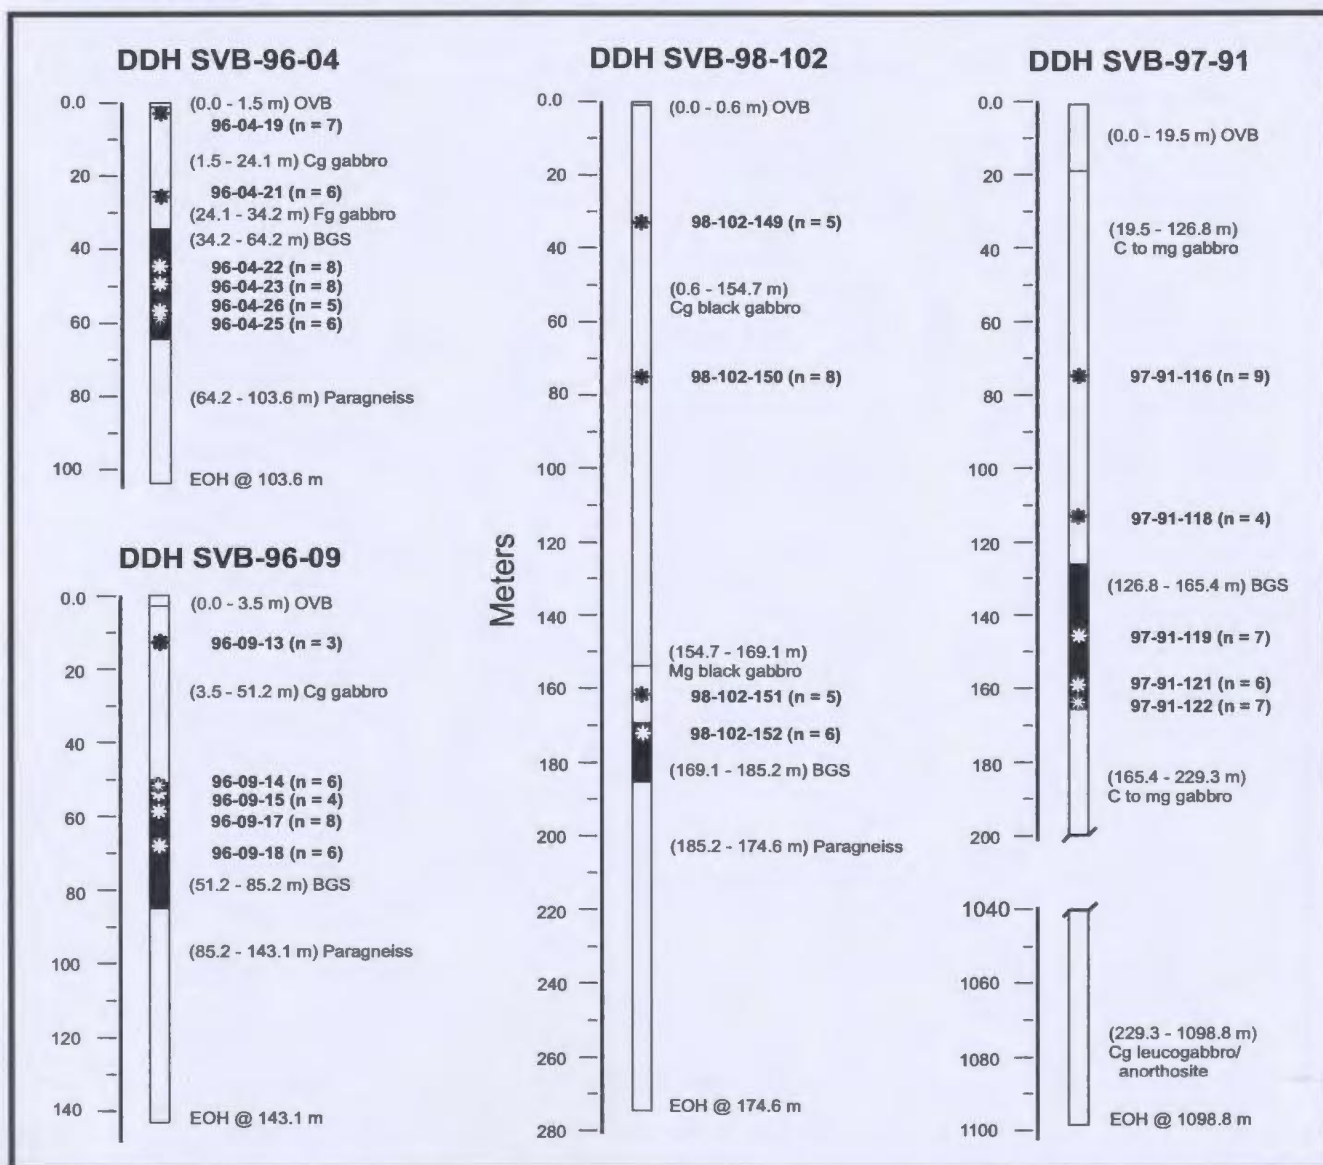 DDH SVB-96-04
0.0
20
40
60
80
100
(0.0 - 1.5 m) OVB
96-04-19 (n = 7)
(1.5 - 24.1 m) Cg gabbro
96-04-21 (n = 6)
(24.1 - 34.2 m) Fg gabbro
(34.2 - 64.2 m) BGS
96-04-22 (n = 8)
96-04-23 (n = 8)
96-04-26 (n = 5)
96-04-25 (n = 6)
(64.2 - 103.6 m) Paragneiss
EOH @ 103.6 m
DDH SVB-96-09
0.0
20
40
60
80
100
120
140
(0.0 - 3.5 m) OVB
96-09-13 (n = 3)
(3.5 - 51.2 m) Cg gabbro
96-09-14 (n = 6)
96-09-15 (n = 4)
96-09-17 (n = 8)
96-09-18 (n = 6)
(51.2 - 85.2 m) BGS
(85.2 - 143.1 m) Paragneiss
EOH @ 143.1 m
Meters
DDH SVB-98-102
0.0
20
40
60
80
100
120
140
160
180
200
220
240
260
280
(0.0 - 0.6 m) OVB
98-102-149 (n = 5)
(0.6 - 154.7 m)
Cg black gabbro
98-102-150 (n = 8)
(154.7 - 169.1 m)
Mg black gabbro
98-102-151 (n = 5)
98-102-152 (n = 6)
(169.1 - 185.2 m) BGS
(185.2 - 174.6 m) Paragneiss
EOH @ 174.6 m
DDH SVB-97-91
0.0
20
40
60
80
100
120
140
160
180
200
1040
1060
1080
1100
(0.0 - 19.5 m) OVB
(19.5 - 126.8 m)
C to mg gabbro
97-91-116 (n = 9)
97-91-118 (n = 4)
(126.8 - 165.4 m) BGS
97-91-119 (n = 7)
97-91-121 (n = 6)
97-91-122 (n = 7)
(165.4 - 229.3 m)
C to mg gabbro
(229.3 - 1098.8 m)
Cg leucogabbro/
anorthosite
EOH @ 1098.8 m